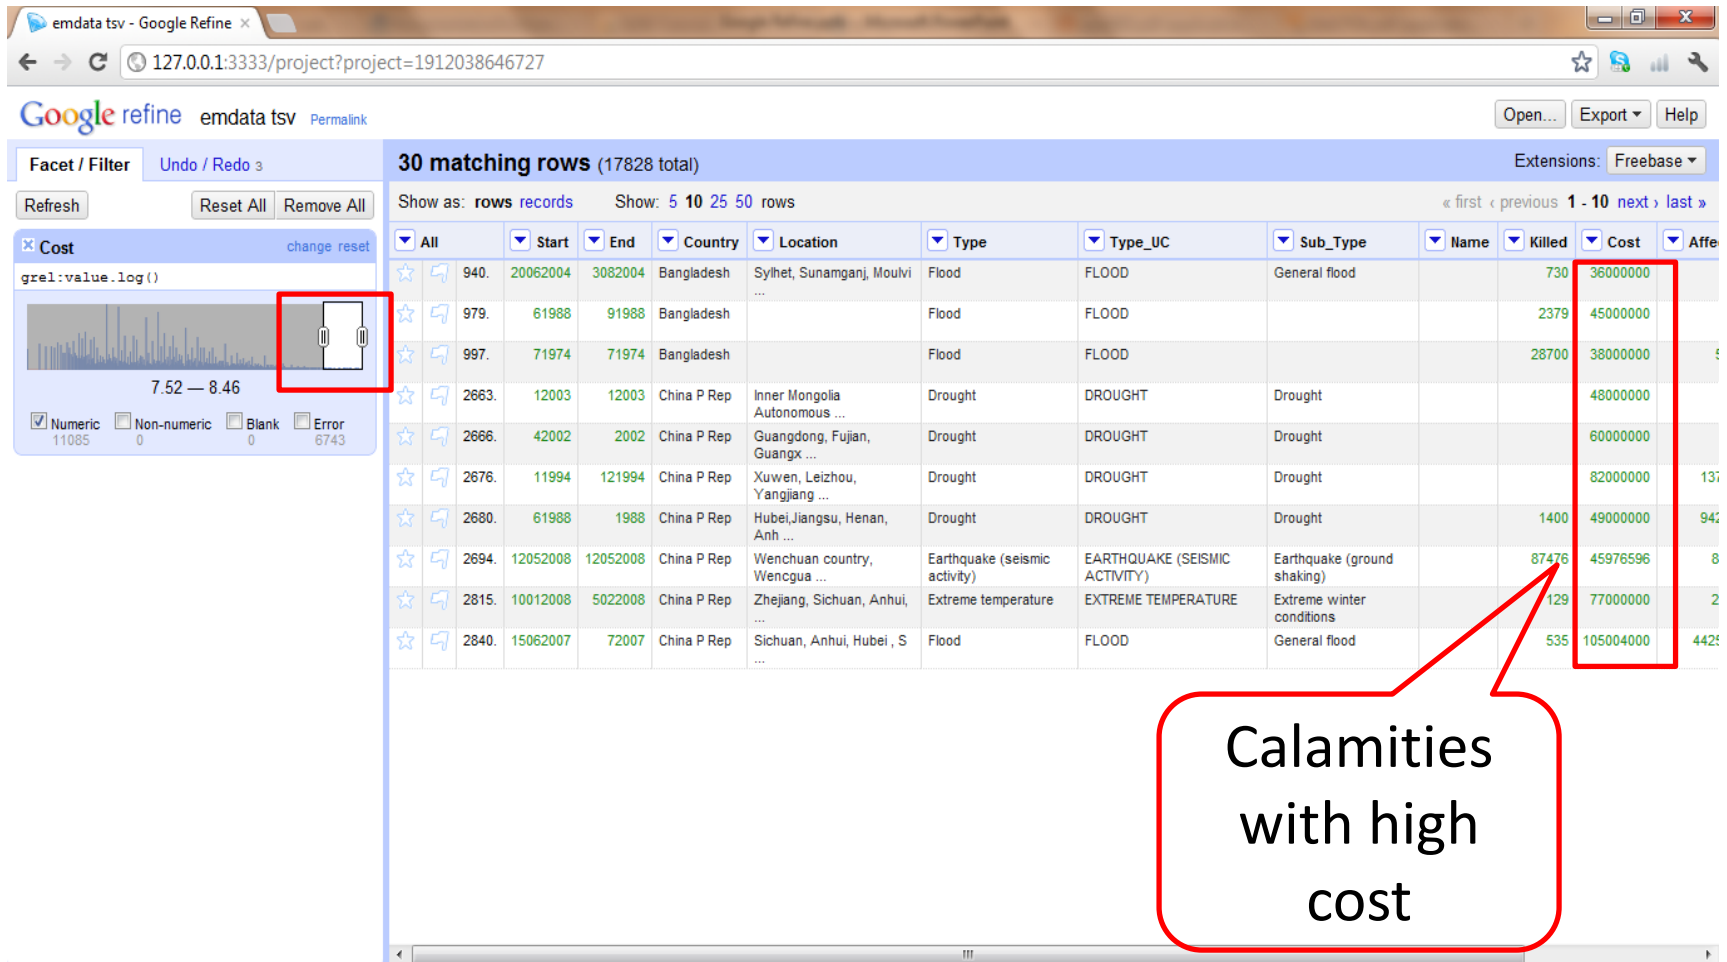 emdata tsv - Google Refine
127.0.0.1:3333/project?project=1912038646727
Google refine emdata tsv Permalink
Open... Export Help
Facet / Filter Undo / Redo 3
30 matching rows (17828 total)
Extensions: Freebase
Refresh Reset All Remove All
Show as: rows records Show: 5 10 25 50 rows
« first ‹ previous 1 - 10 next › last »
Cost change reset
grel:value.log()
7.52 — 8.46
Numeric Non-numeric Blank Error
11085 0 0 6743
All Start End Country Location Type Type_UC Sub_Type Name Killed Cost Affe
940. 20062004 3082004 Bangladesh Sylhet, Sunamganj, Moulvi ... Flood FLOOD General flood 730 36000000
979. 61988 91988 Bangladesh Flood FLOOD 2379 45000000
997. 71974 71974 Bangladesh Flood FLOOD 28700 38000000 5
2663. 12003 12003 China P Rep Inner Mongolia Autonomous ... Drought DROUGHT Drought 48000000
2666. 42002 2002 China P Rep Guangdong, Fujian, Guangx ... Drought DROUGHT Drought 60000000
2676. 11994 121994 China P Rep Xuwen, Leizhou, Yangjiang ... Drought DROUGHT Drought 82000000 137
2680. 61988 1988 China P Rep Hubei,Jiangsu, Henan, Anh ... Drought DROUGHT Drought 1400 49000000 942
2694. 12052008 12052008 China P Rep Wenchuan country, Wencgua ... Earthquake (seismic activity) EARTHQUAKE (SEISMIC ACTIVITY) Earthquake (ground shaking) 87476 45976596 8
2815. 10012008 5022008 China P Rep Zhejiang, Sichuan, Anhui, ... Extreme temperature EXTREME TEMPERATURE Extreme winter conditions 129 77000000 2
2840. 15062007 72007 China P Rep Sichuan, Anhui, Hubei , S ... Flood FLOOD General flood 535 105004000 4425
Calamities
with high
cost